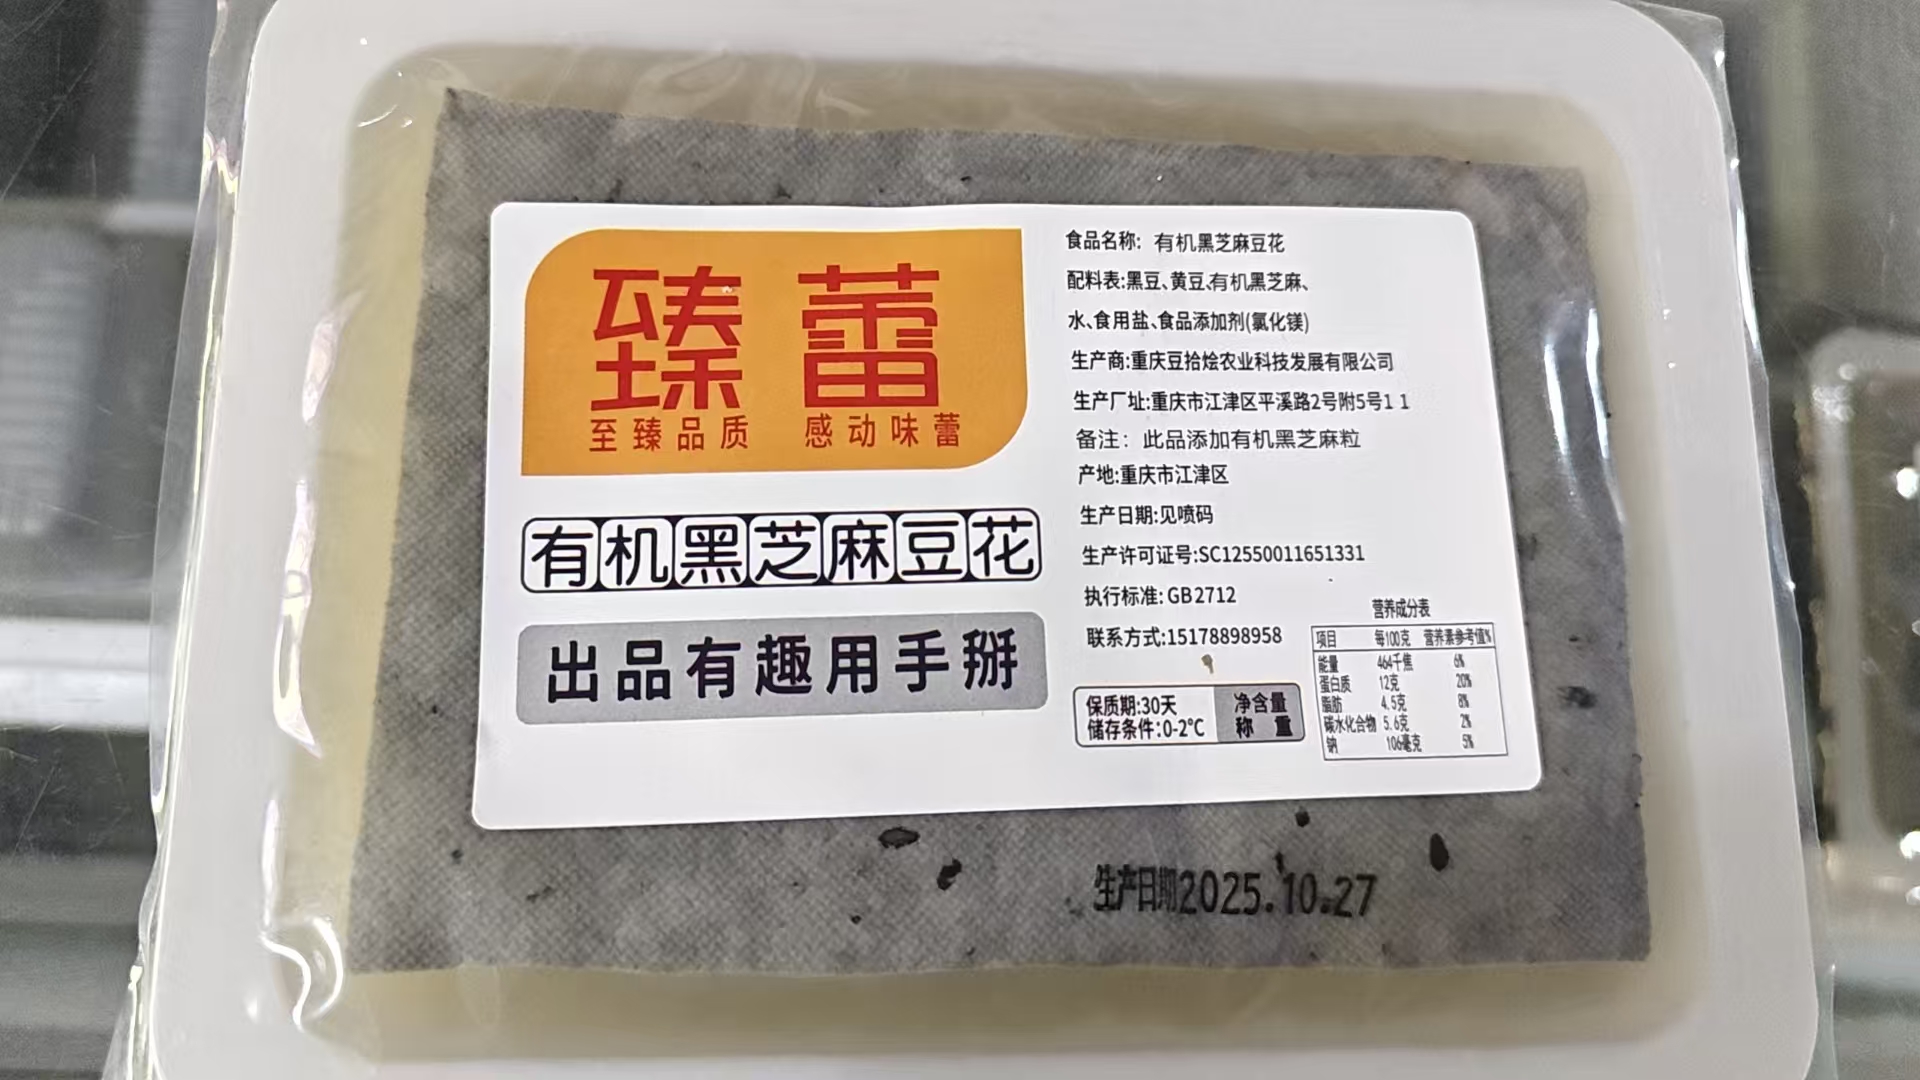 臻蕾
至臻品质 感动味蕾
有机黑芝麻豆花
出品有趣用手掰
食品名称: 有机黑芝麻豆花
配料表:黑豆、黄豆、有机黑芝麻、
水、食用盐、食品添加剂(氯化镁)
生产商:重庆豆拾烩农业科技发展有限公司
生产厂址:重庆市江津区平溪路2号附5号1 1
备注: 此品添加有机黑芝麻粒
产地:重庆市江津区
生产日期:见喷码
生产许可证号:SC12550011651331
执行标准: GB2712
联系方式:15178898958
保质期:30天
储存条件:0-2℃
净含量
称 重
营养成分表
项目 每100克 营养素参考值%
能量 464千焦 6%
蛋白质 12克 20%
脂肪 4.5克 8%
碳水化合物 5.6克 2%
钠 106毫克 5%
生产日期2025.10.27